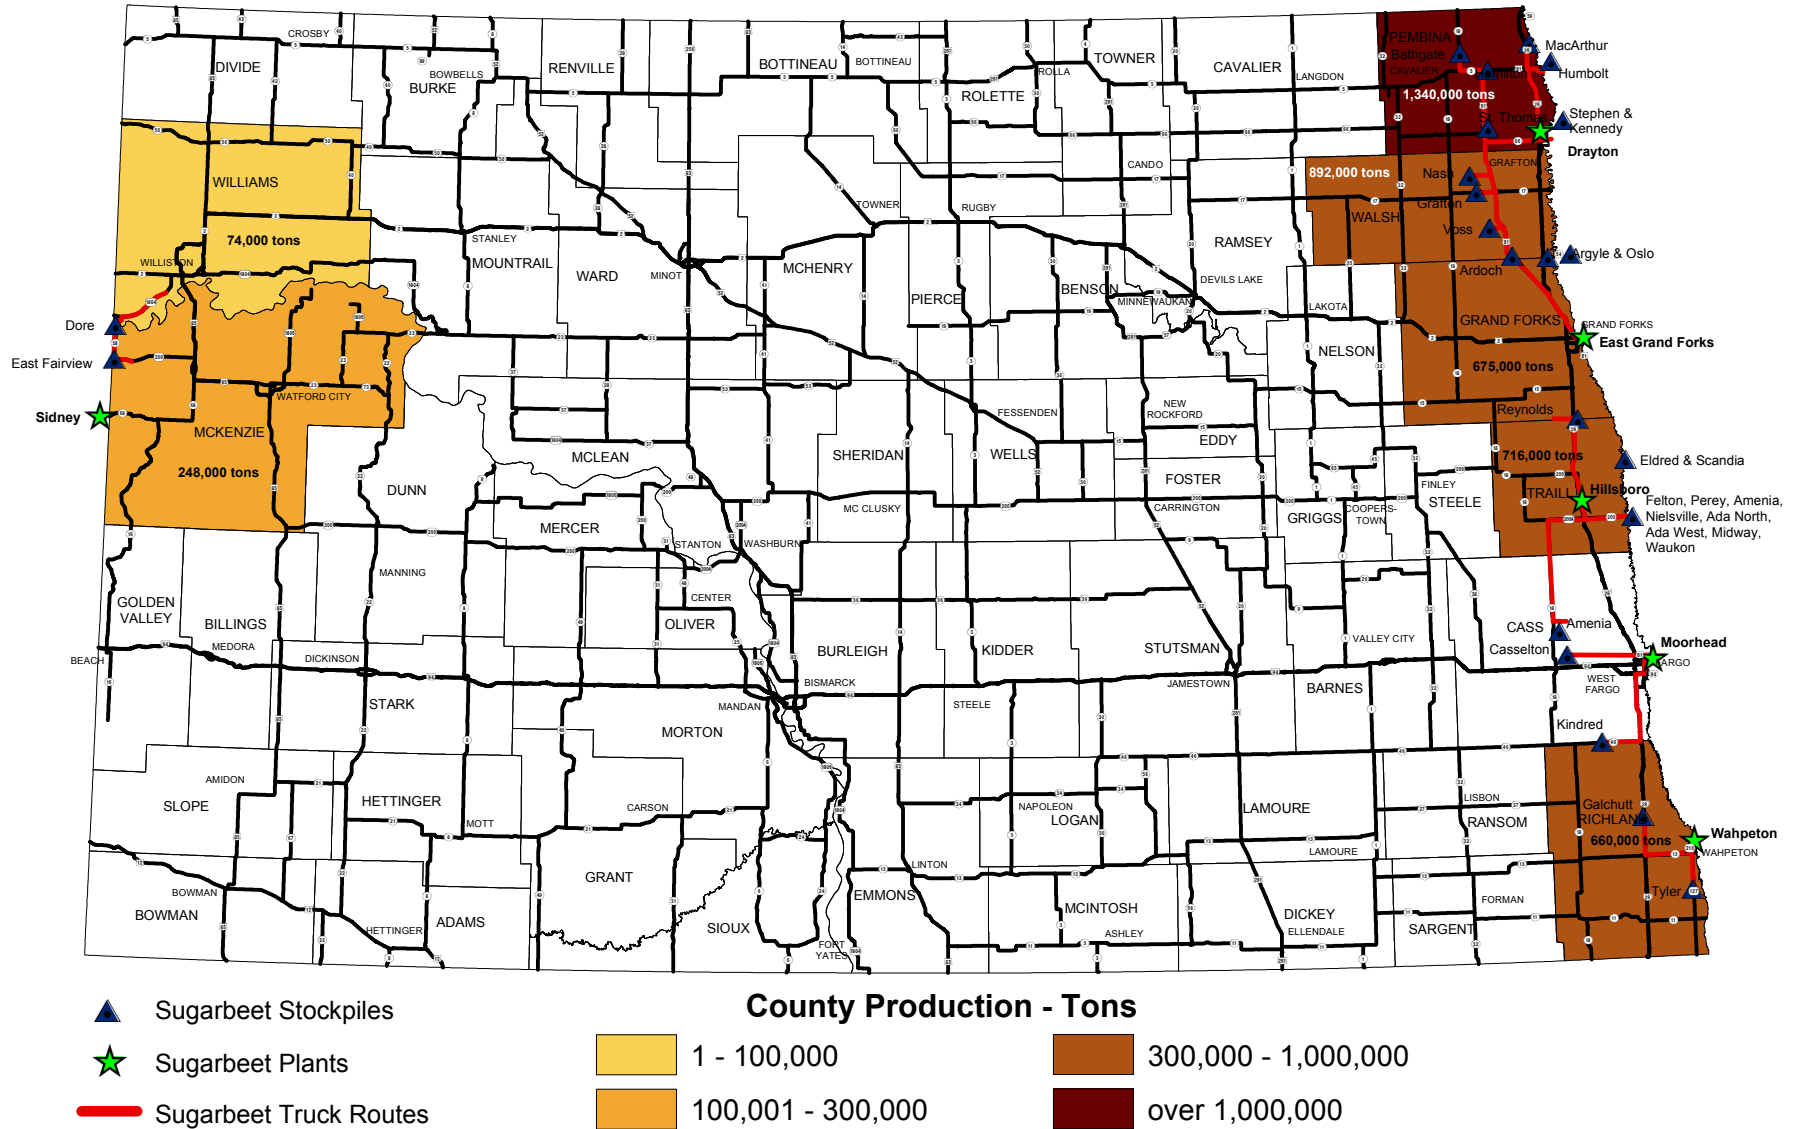 CROSBY
DIVIDE
BOWBELLS
BURKE
RENVILLE
BOTTINEAU
BOTTINEAU
ROLLA
ROLETTE
TOWNER
CAVALIER
LANGDON
PEMBINA
Bathgate
CAVALIER
Hamilton
1,340,000 tons
St. Thomas
MacArthur
Humbolt
Stephen &
Kennedy
Drayton
WILLIAMS
74,000 tons
WILLISTON
STANLEY
MOUNTRAIL
WARD
MINOT
TOWNER
MCHENRY
RUGBY
PIERCE
CANDO
BENSON
MINNEWAUKAN
RAMSEY
DEVILS LAKE
892,000 tons
GRAFTON
Nash
Grafton
WALSH
Voss
Ardoch
Argyle & Oslo
LAKOTA
NELSON
GRAND FORKS
GRAND FORKS
East Grand Forks
675,000 tons
Dore
East Fairview
Sidney
WATFORD CITY
MCKENZIE
248,000 tons
DUNN
MCLEAN
MERCER
STANTON
WASHBURN
SHERIDAN
MC CLUSKY
FESSENDEN
WELLS
NEW
ROCKFORD
EDDY
FOSTER
CARRINGTON
GRIGGS
COOPERS-
TOWN
FINLEY
STEELE
Reynolds
716,000 tons
TRAILL
Hillsboro
Eldred & Scandia
Felton, Perey, Amenia,
Nielsville, Ada North,
Ada West, Midway,
Waukon
MANNING
GOLDEN
VALLEY
BILLINGS
MEDORA
BEACH
DICKINSON
STARK
CENTER
OLIVER
BISMARCK
MANDAN
MORTON
BURLEIGH
KIDDER
STEELE
STUTSMAN
JAMESTOWN
VALLEY CITY
BARNES
CASS
Amenia
Casselton
Moorhead
FARGO
WEST
FARGO
Kindred
AMIDON
SLOPE
HETTINGER
MOTT
CARSON
GRANT
NAPOLEON
LOGAN
LAMOURE
LAMOURE
LISBON
RANSOM
Galchutt
RICHLAND
660,000 tons
Wahpeton
WAHPETON
Tyler
BOWMAN
BOWMAN
HETTINGER
ADAMS
SIOUX
FORT
YATES
LINTON
EMMONS
MCINTOSH
ASHLEY
DICKEY
ELLENDALE
FORMAN
SARGENT
County Production - Tons
Sugarbeet Stockpiles
Sugarbeet Plants
Sugarbeet Truck Routes
1 - 100,000
100,001 - 300,000
300,000 - 1,000,000
over 1,000,000